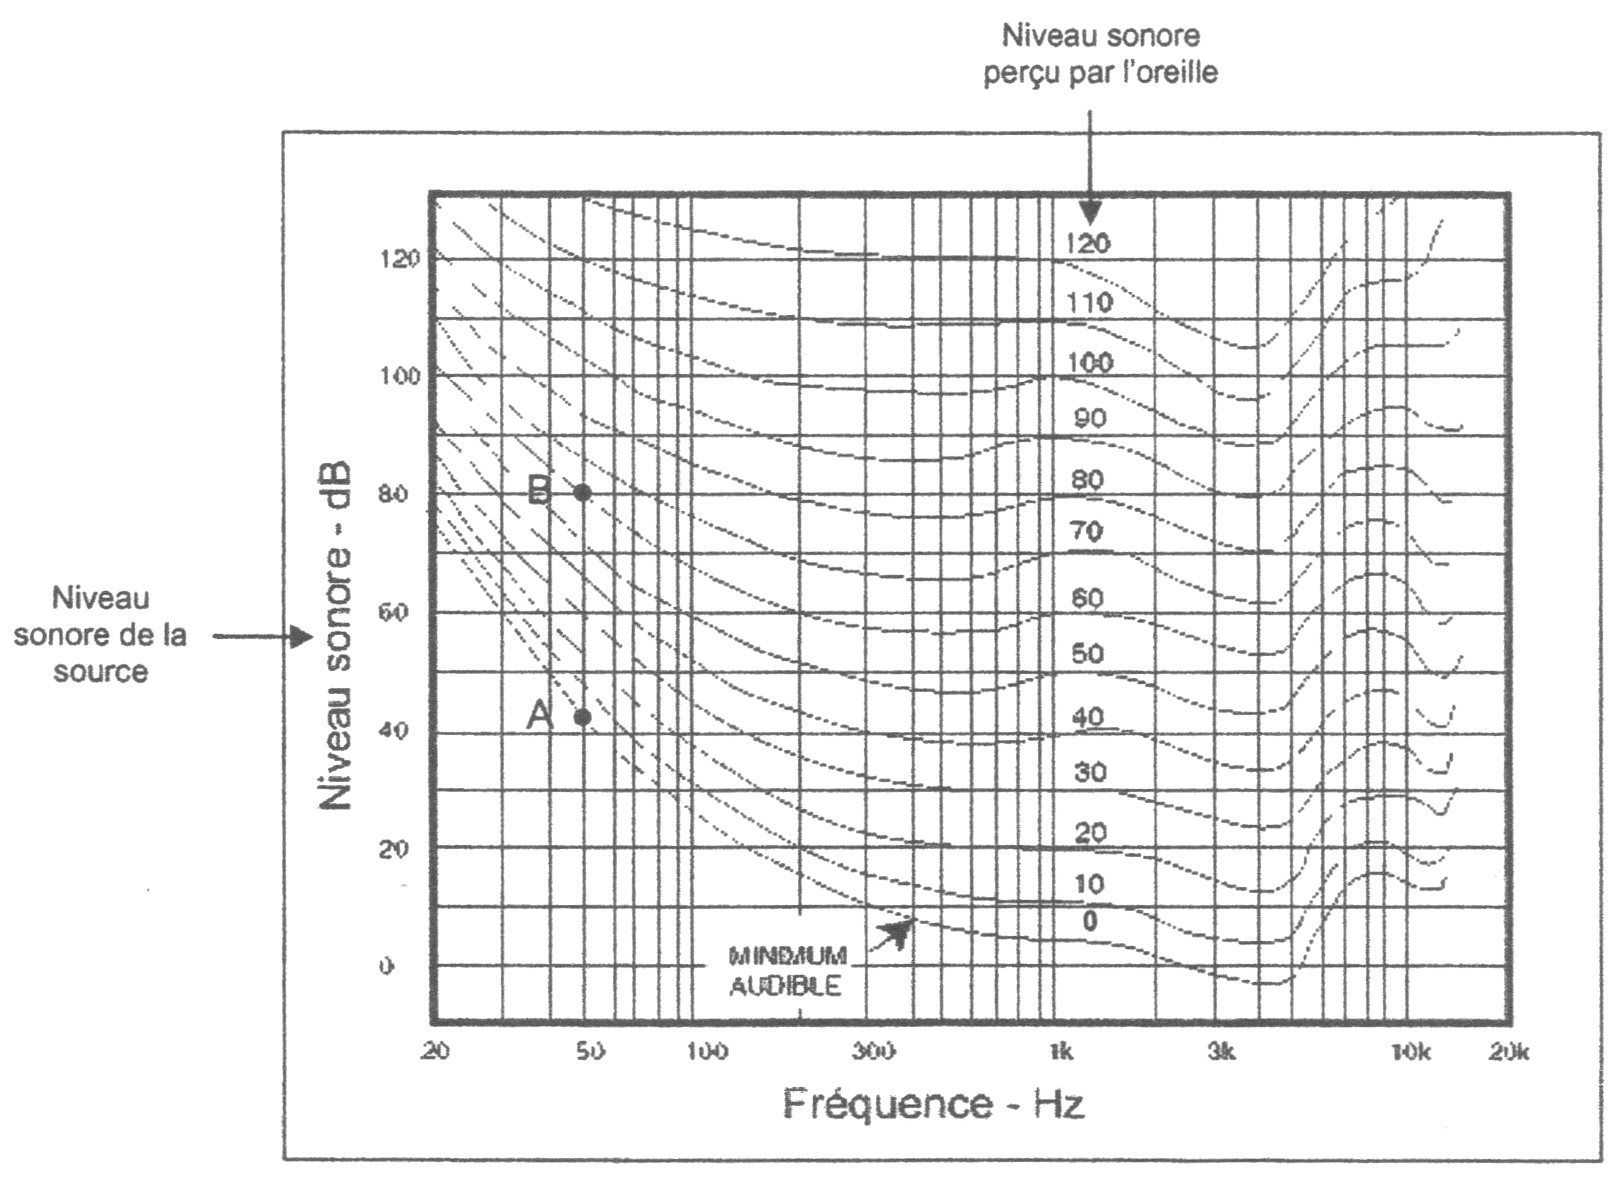 Niveau sonore
perçu par l'oreille
120
110
100
90
80
70
60
50
40
30
20
10
0
120
100
80
60
40
20
0
B
A
Niveau sonore - dB
Niveau
sonore de la
source
MINIMUM
AUDIBLE
20 50 100 300 1k 3k 10k 20k
Fréquence - Hz